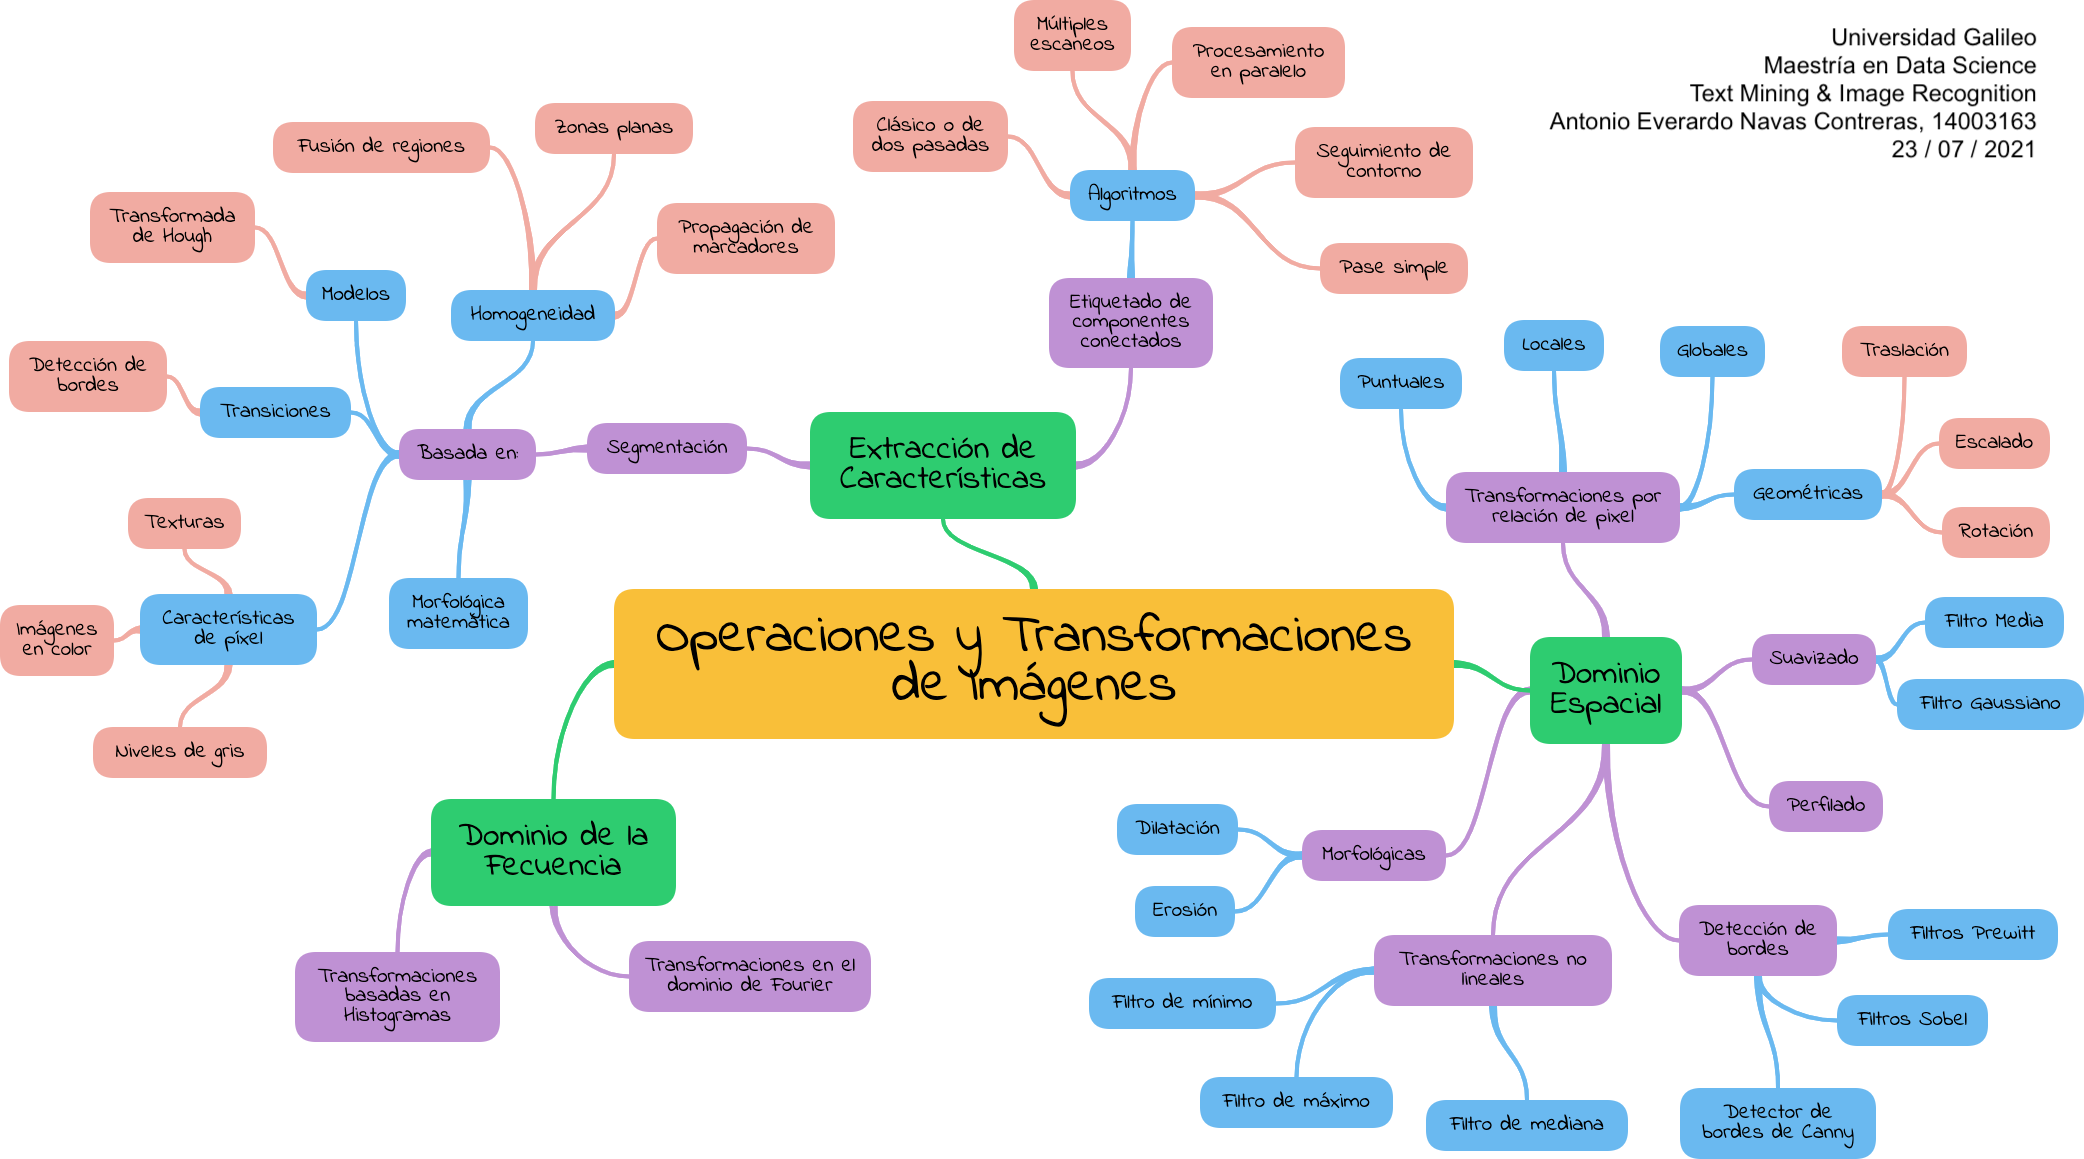 Universidad Galileo
Maestría en Data Science
Text Mining & Image Recognition
Antonio Everardo Navas Contreras, 14003163
23 / 07 / 2021
Operaciones y Transformaciones
de Imágenes
Extracción de
Características
Segmentación
Basada en:
Homogeneidad
Fusión de regiones
Zonas planas
Propagación de
marcadores
Modelos
Transformada
de Hough
Transiciones
Detección de
bordes
Características
de píxel
Texturas
Imágenes
en color
Niveles de gris
Morfológica
matemática
Etiquetado de
componentes
conectados
Algoritmos
Clásico o de
dos pasadas
Múltiples
escaneos
Procesamiento
en paralelo
Seguimiento de
contorno
Pase simple
Dominio
Espacial
Transformaciones por
relación de pixel
Puntuales
Locales
Globales
Geométricas
Traslación
Escalado
Rotación
Suavizado
Filtro Media
Filtro Gaussiano
Perfilado
Detección de
bordes
Filtros Prewitt
Filtros Sobel
Detector de
bordes de Canny
Transformaciones no
lineales
Filtro de mínimo
Filtro de máximo
Filtro de mediana
Morfológicas
Dilatación
Erosión
Dominio de la
Fecuencia
Transformaciones
basadas en
Histogramas
Transformaciones en el
dominio de Fourier